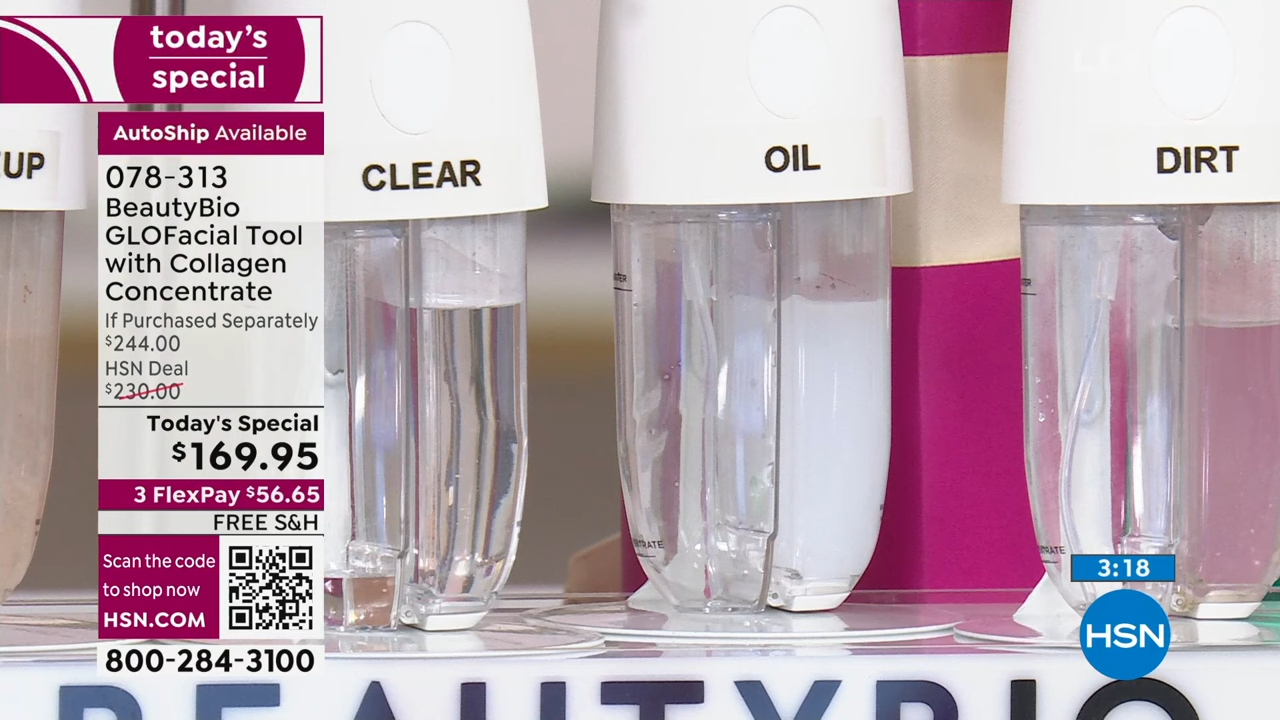 today's
special
AutoShip Available
078-313
BeautyBio
GLOFacial Tool
with Collagen
Concentrate
If Purchased Separately
$244.00
HSN Deal
$230.00
Today's Special
$169.95
3 FlexPay $56.65
FREE S&H
Scan the code
to shop now
HSN.COM
800-284-3100
UP
CLEAR
OIL
DIRT
3:18
HSN
BEAUTYBIO